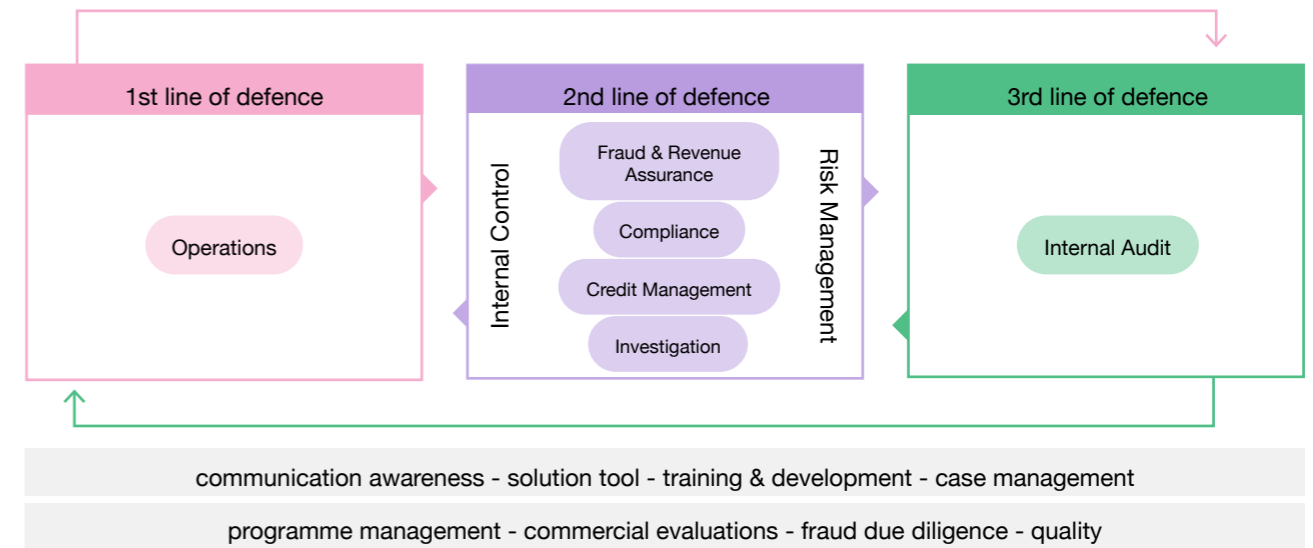 1st line of defence
Operations
2nd line of defence
Internal Control
Fraud & Revenue
Assurance
Compliance
Credit Management
Investigation
Risk Management
3rd line of defence
Internal Audit
communication awareness - solution tool - training & development - case management
programme management - commercial evaluations - fraud due diligence - quality